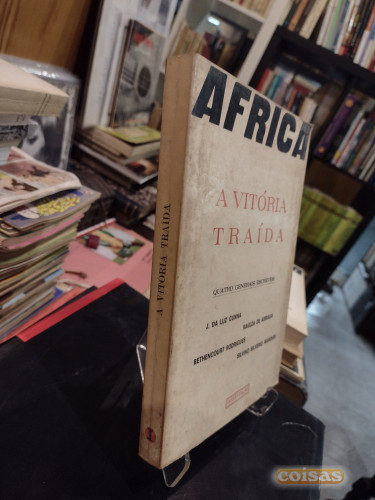 AFRICA
A VITÓRIA
TRAÍDA
QUATRO GENERAIS ESCREVEM
J. DA LUZ CUNHA
KAÚLZA DE ARRIAGA
BETHENCOURT RODRIGUES
SILVINO SILVÉRIO MARQUES
A VITÓRIA TRAÍDA
coisas